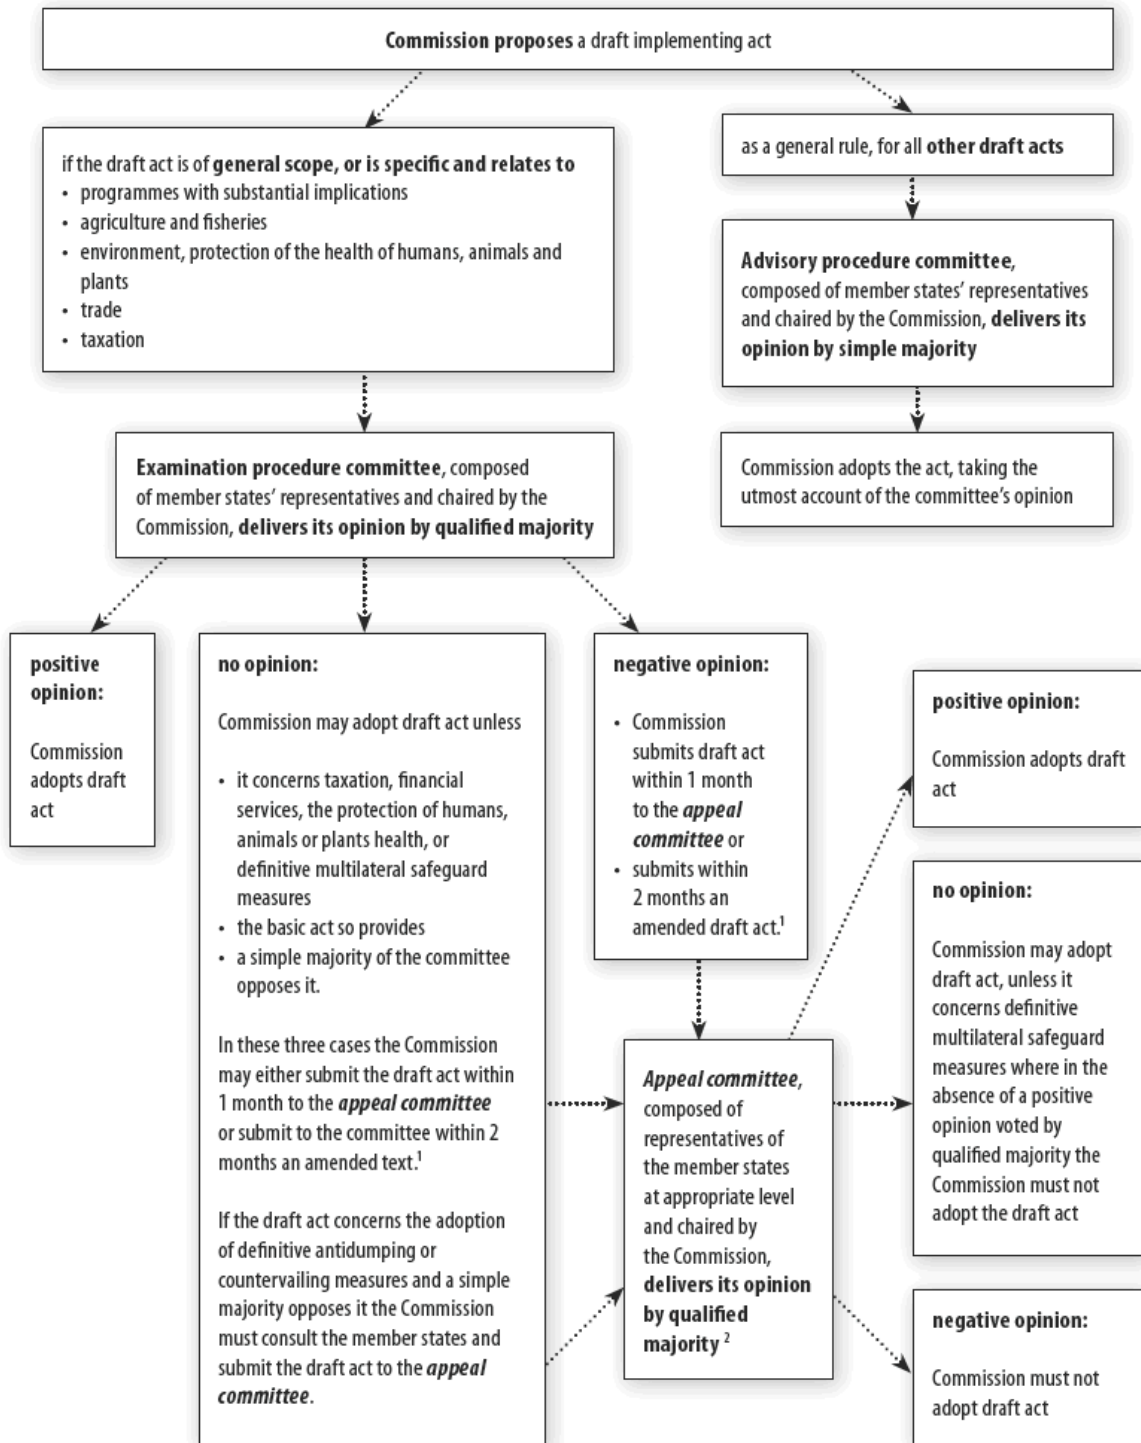 Commission proposes a draft implementing act
if the draft act is of general scope, or is specific and relates to
• programmes with substantial implications
• agriculture and fisheries
• environment, protection of the health of humans, animals and
plants
• trade
• taxation
as a general rule, for all other draft acts
Advisory procedure committee,
composed of member states' representatives
and chaired by the Commission, delivers its
opinion by simple majority
Commission adopts the act, taking the
utmost account of the committee's opinion
Examination procedure committee, composed
of member states' representatives and chaired by the
Commission, delivers its opinion by qualified majority
positive
opinion:
Commission
adopts draft
act
no opinion:
Commission may adopt draft act unless
• it concerns taxation, financial
services, the protection of humans,
animals or plants health, or
definitive multilateral safeguard
measures
• the basic act so provides
• a simple majority of the committee
opposes it.
In these three cases the Commission
may either submit the draft act within
1 month to the appeal committee
or submit to the committee within 2
months an amended text.¹
If the draft act concerns the adoption
of definitive antidumping or
countervailing measures and a simple
majority opposes it the Commission
must consult the member states and
submit the draft act to the appeal
committee.
negative opinion:
• Commission
submits draft act
within 1 month
to the appeal
committee or
• submits within
2 months an
amended draft act.¹
Appeal committee,
composed of
representatives of
the member states
at appropriate level
and chaired by
the Commission,
delivers its opinion
by qualified
majority ²
positive opinion:
Commission adopts draft
act
no opinion:
Commission may adopt
draft act, unless it
concerns definitive
multilateral safeguard
measures where in the
absence of a positive
opinion voted by
qualified majority the
Commission must not
adopt the draft act
negative opinion:
Commission must not
adopt draft act